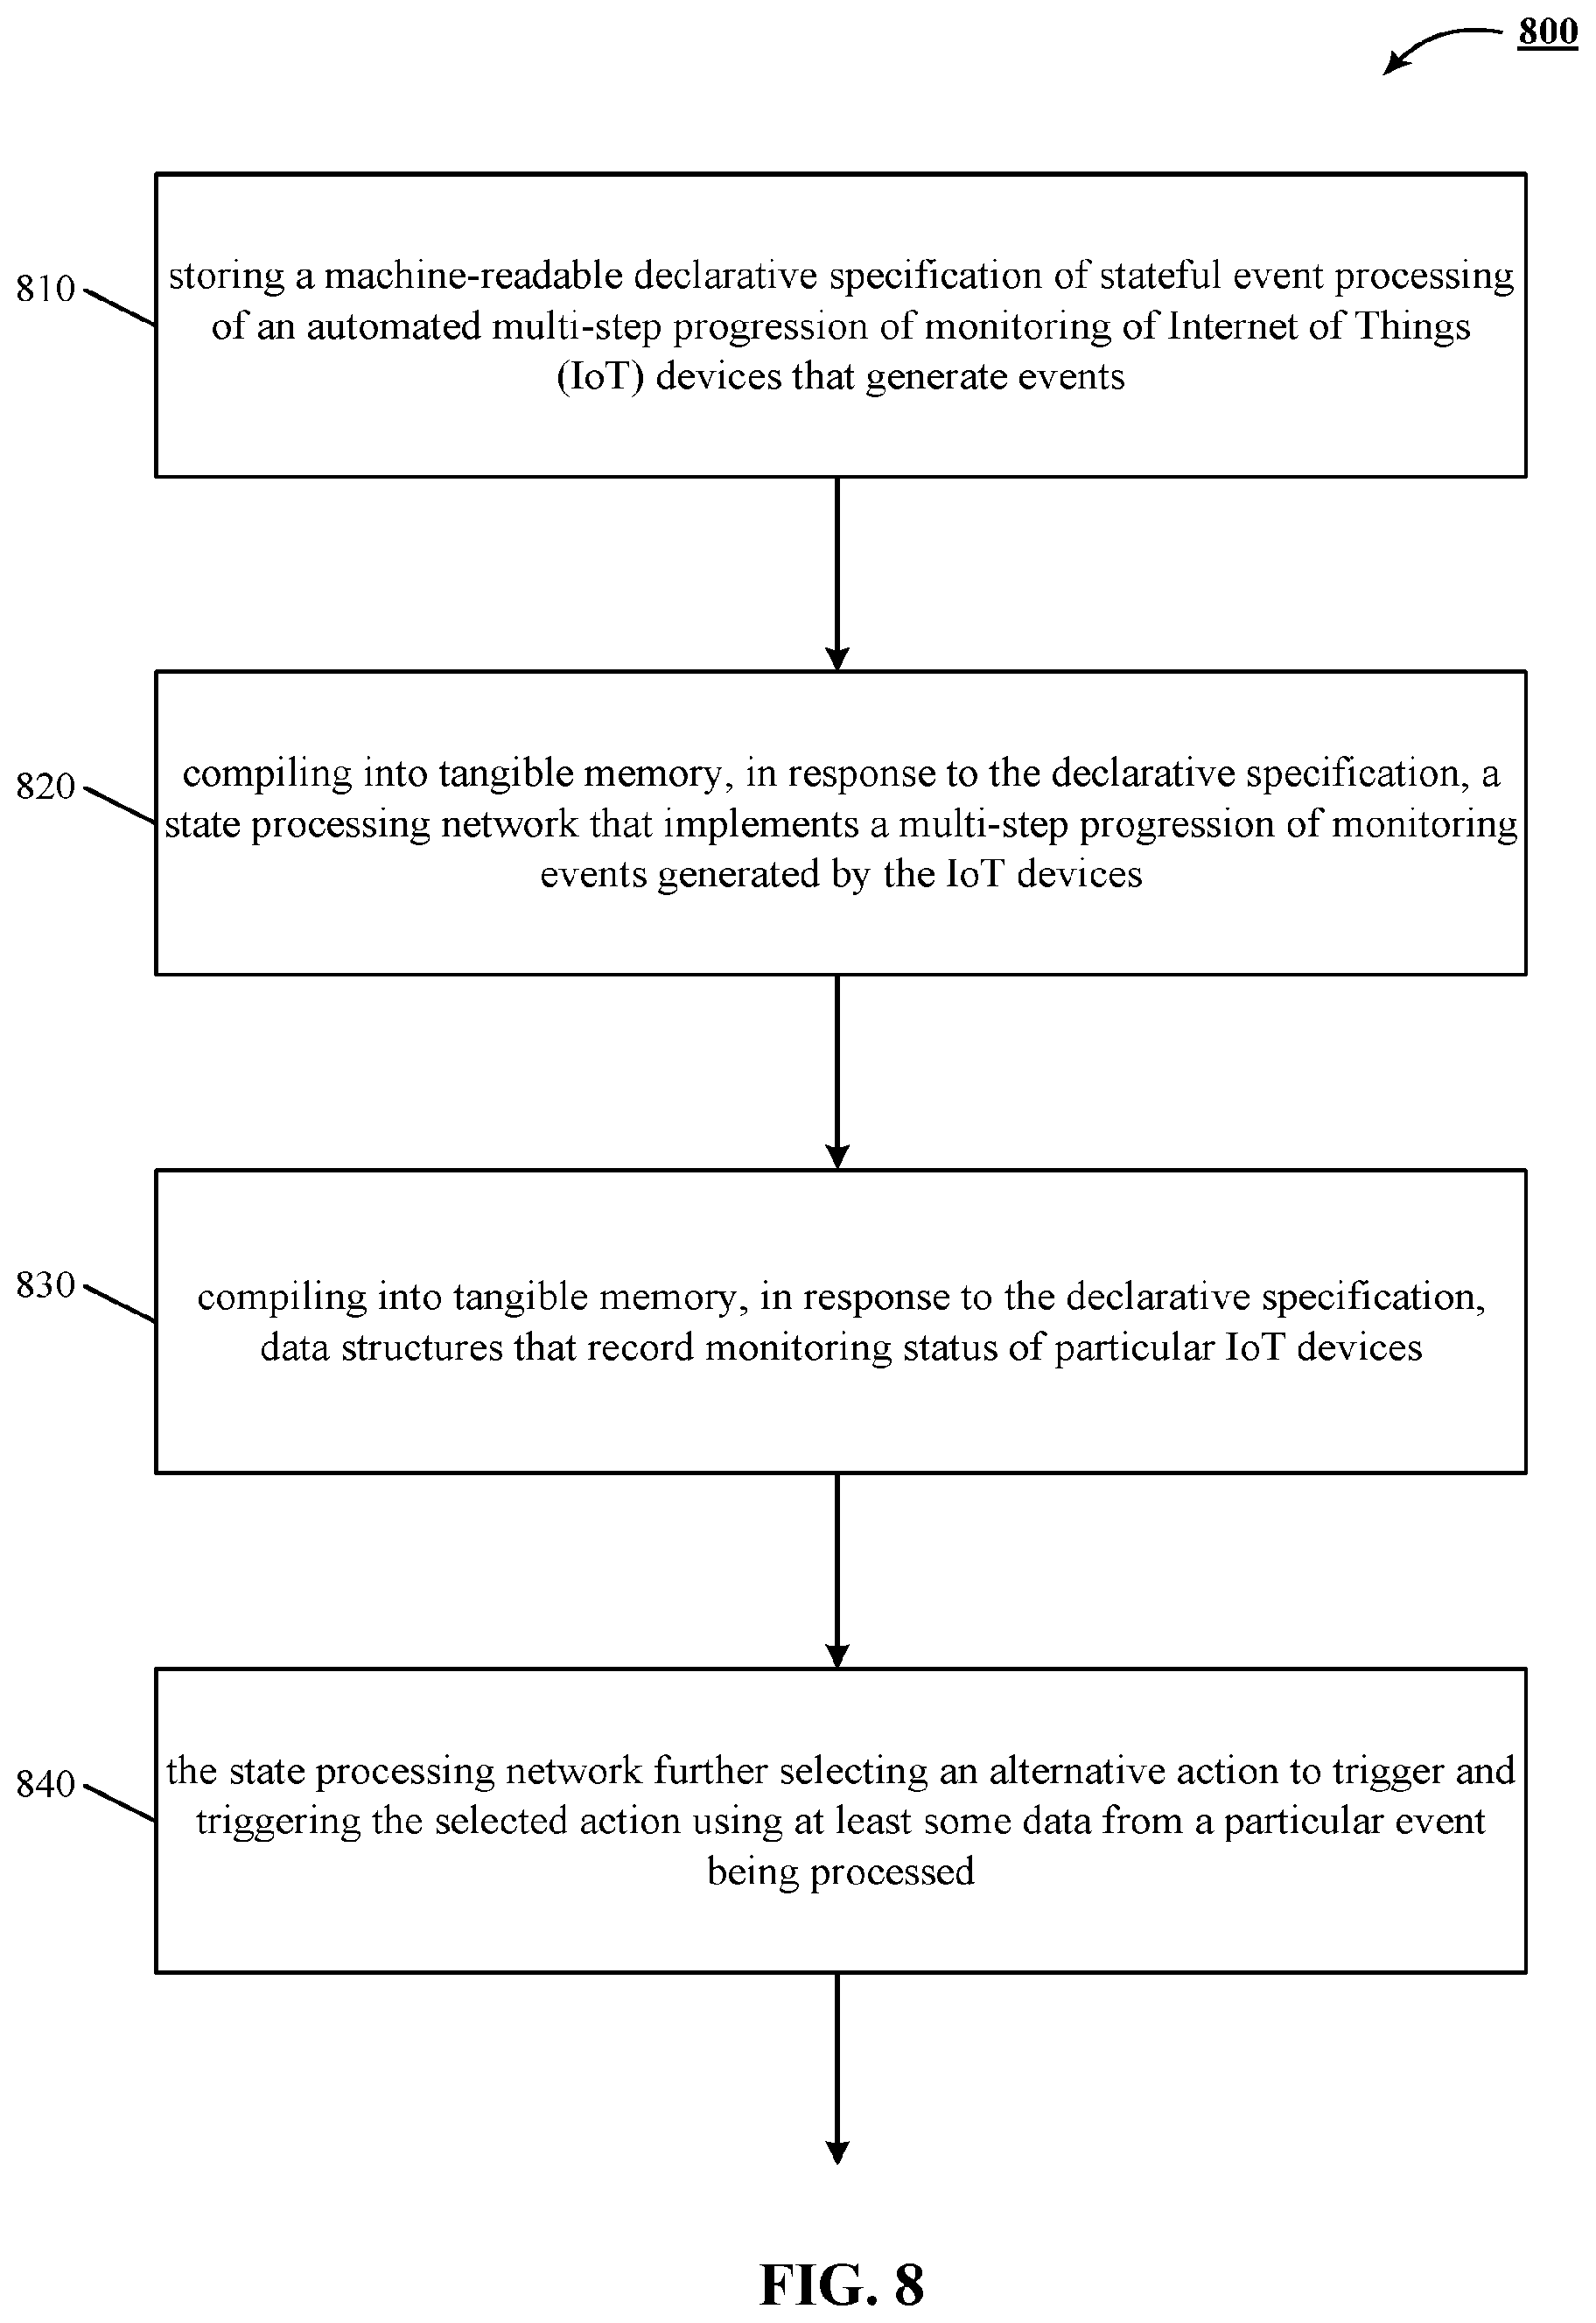 800
810
storing a machine-readable declarative specification of stateful event processing
of an automated multi-step progression of monitoring of Internet of Things
(IoT) devices that generate events
820
compiling into tangible memory, in response to the declarative specification, a
state processing network that implements a multi-step progression of monitoring
events generated by the IoT devices
830
compiling into tangible memory, in response to the declarative specification,
data structures that record monitoring status of particular IoT devices
840
the state processing network further selecting an alternative action to trigger and
triggering the selected action using at least some data from a particular event
being processed
FIG. 8